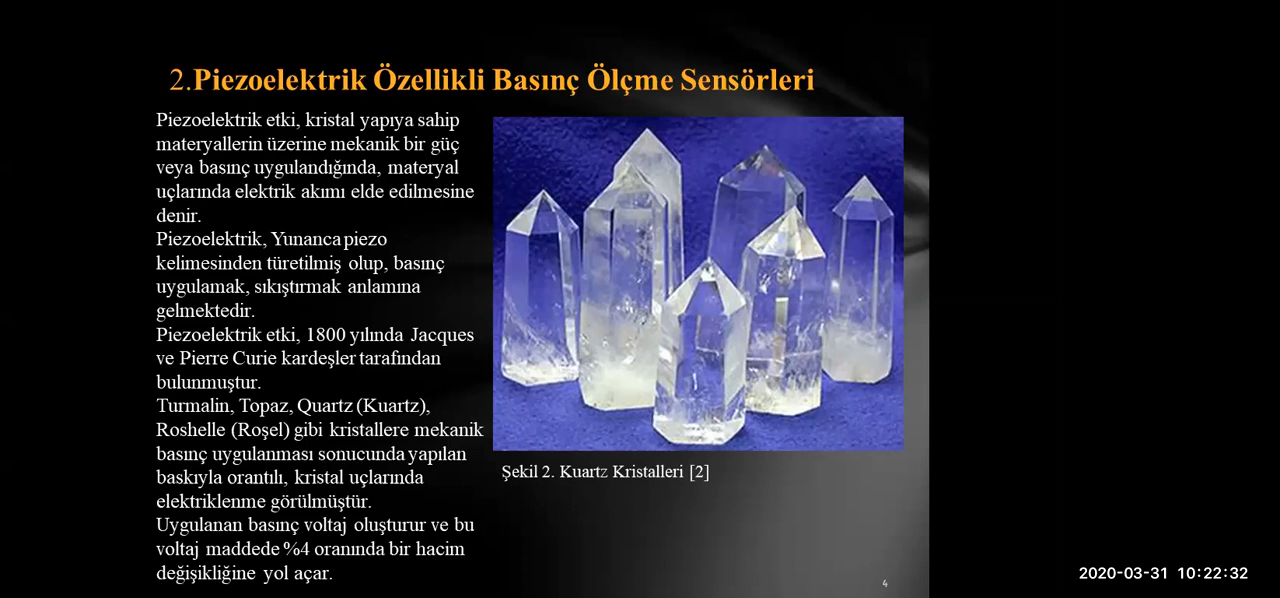 2.Piezoelektrik Özellikli Basınç Ölçme Sensörleri
Piezoelektrik etki, kristal yapıya sahip
materyallerin üzerine mekanik bir güç
veya basınç uygulandığında, materyal
uçlarında elektrik akımı elde edilmesine
denir.
Piezoelektrik, Yunanca piezo
kelimesinden türetilmiş olup, basınç
uygulamak, sıkıştırmak anlamına
gelmektedir.
Piezoelektrik etki, 1800 yılında Jacques
ve Pierre Curie kardeşler tarafından
bulunmuştur.
Turmalin, Topaz, Quartz (Kuartz),
Roshelle (Roşel) gibi kristallere mekanik
basınç uygulanması sonucunda yapılan
baskıyla orantılı, kristal uçlarında
elektriklenme görülmüştür.
Uygulanan basınç voltaj oluşturur ve bu
voltaj maddede %4 oranında bir hacim
değişikliğine yol açar.
Şekil 2. Kuartz Kristalleri [2]
4
2020-03-31 10:22:32